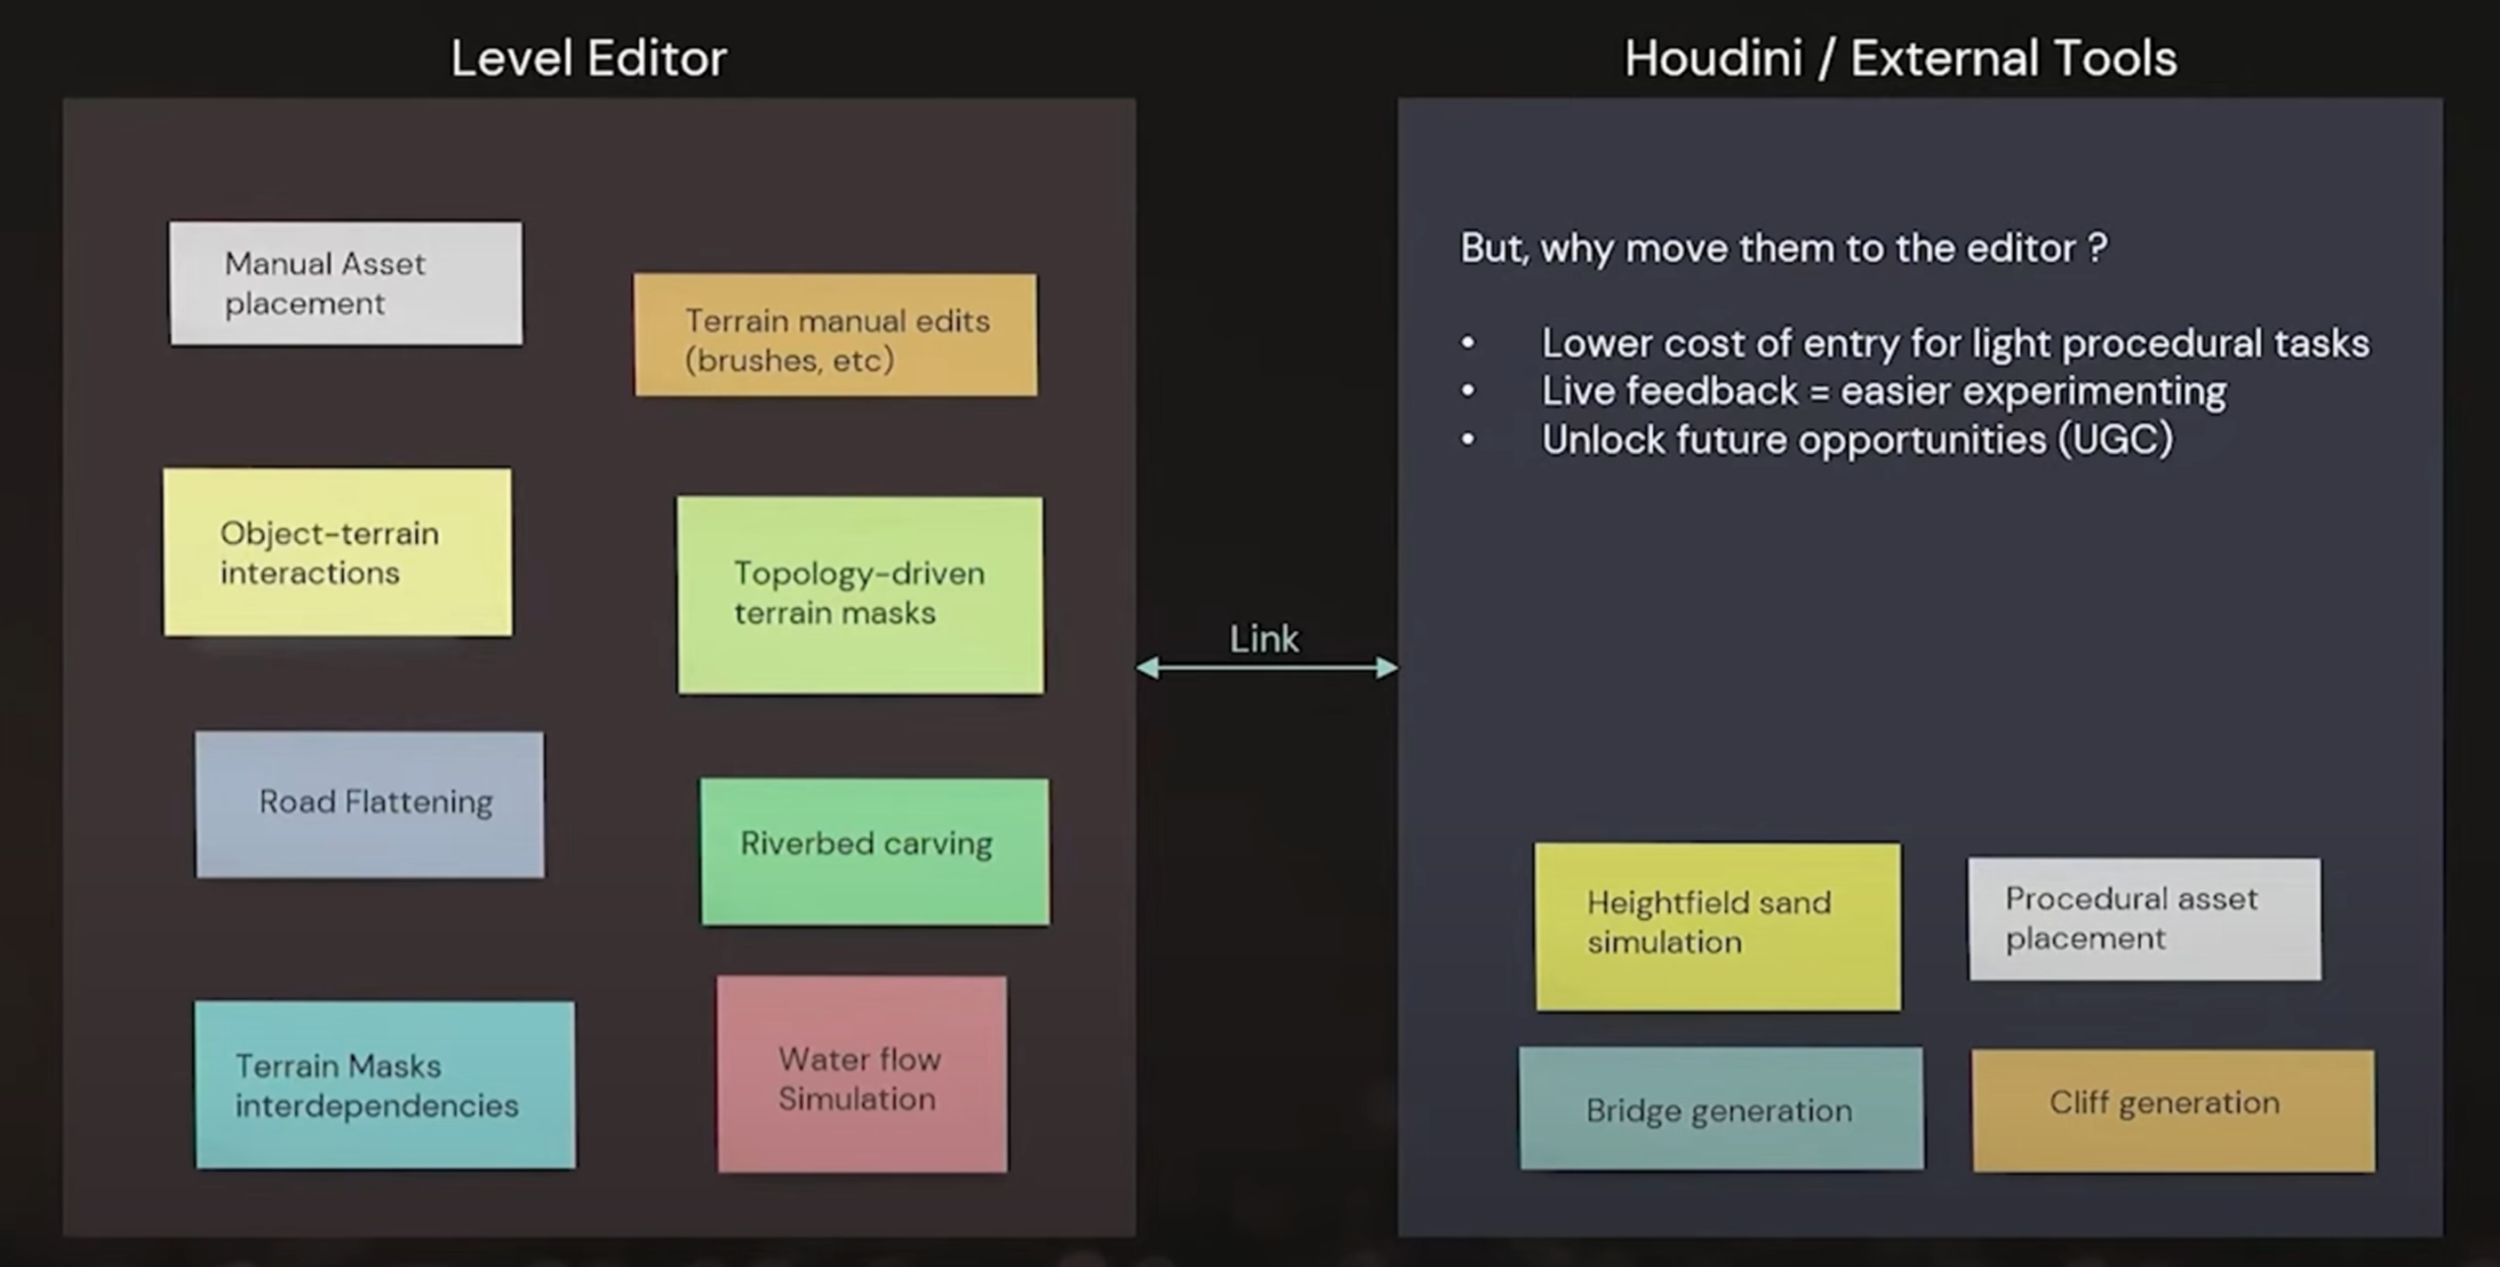 Level Editor
Houdini / External Tools
Manual Asset
placement
Terrain manual edits
(brushes, etc)
Object-terrain
interactions
Topology-driven
terrain masks
Road Flattening
Riverbed carving
Terrain Masks
interdependencies
Water flow
Simulation
Link
But, why move them to the editor ?
• Lower cost of entry for light procedural tasks
• Live feedback = easier experimenting
• Unlock future opportunities (UGC)
Heightfield sand
simulation
Procedural asset
placement
Bridge generation
Cliff generation